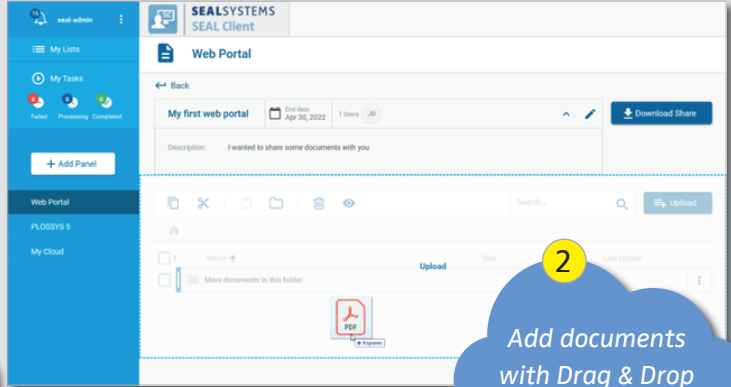 16
seal-admin
SEALSYSTEMS
SEAL Client
My Lists
Web Portal
My Tasks
Back
Failed Processing Completed
My first web portal
End date:
Apr 30, 2022
1 Users
JD
Download Share
Description: I wanted to share some documents with you
+ Add Panel
Web Portal
PLOSSYS 5
My Cloud
Search...
Upload
1 Name Size Last Update
Upload
More documents in this folder
PDF
+ Kopieren
2
Add documents
with Drag & Drop